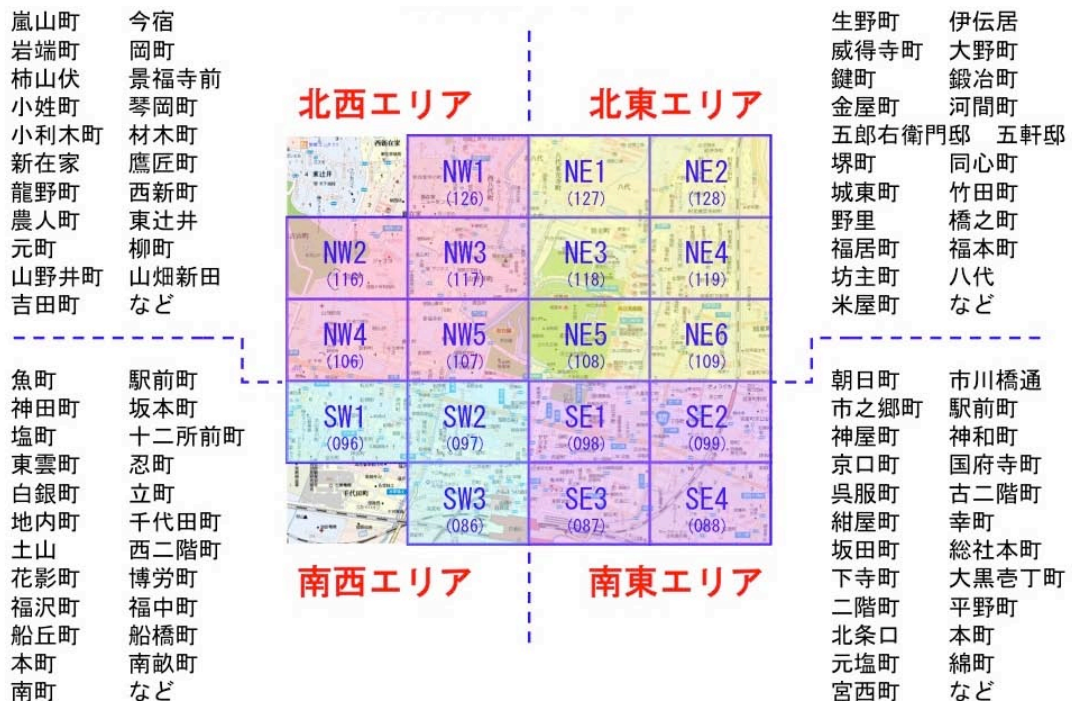 嵐山町 今宿
岩端町 岡町
柿山伏 景福寺前
小姓町 琴岡町
小利木町 材木町
新在家 鷹匠町
龍野町 西新町
農人町 東辻井
元町 柳町
山野井町 山畑新田
吉田町 など
北西エリア
北東エリア
生野町 伊伝居
威得寺町 大野町
鍵町 鍛冶町
金屋町 河間町
五郎右衛門邸 五軒邸
堺町 同心町
城東町 竹田町
野里 橋之町
福居町 福本町
坊主町 八代
米屋町 など
西新在家
東辻井
NW1 NE1 NE2
(126) (127) (128)
NW2 NW3 NE3 NE4
(116) (117) (118) (119)
NW4 NW5 NE5 NE6
(106) (107) (108) (109)
SW1 SW2 SE1 SE2
(096) (097) (098) (099)
SW3 SE3 SE4
(086) (087) (088)
千代田町
魚町 駅前町
神田町 坂本町
塩町 十二所前町
東雲町 忍町
白銀町 立町
地内町 千代田町
土山 西二階町
花影町 博労町
福沢町 福中町
船丘町 船橋町
本町 南畝町
南町 など
南西エリア
南東エリア
朝日町 市川橋通
市之郷町 駅前町
神屋町 神和町
京口町 国府寺町
呉服町 古二階町
紺屋町 幸町
坂田町 総社本町
下寺町 大黒壱丁町
二階町 平野町
北条口 本町
元塩町 綿町
宮西町 など